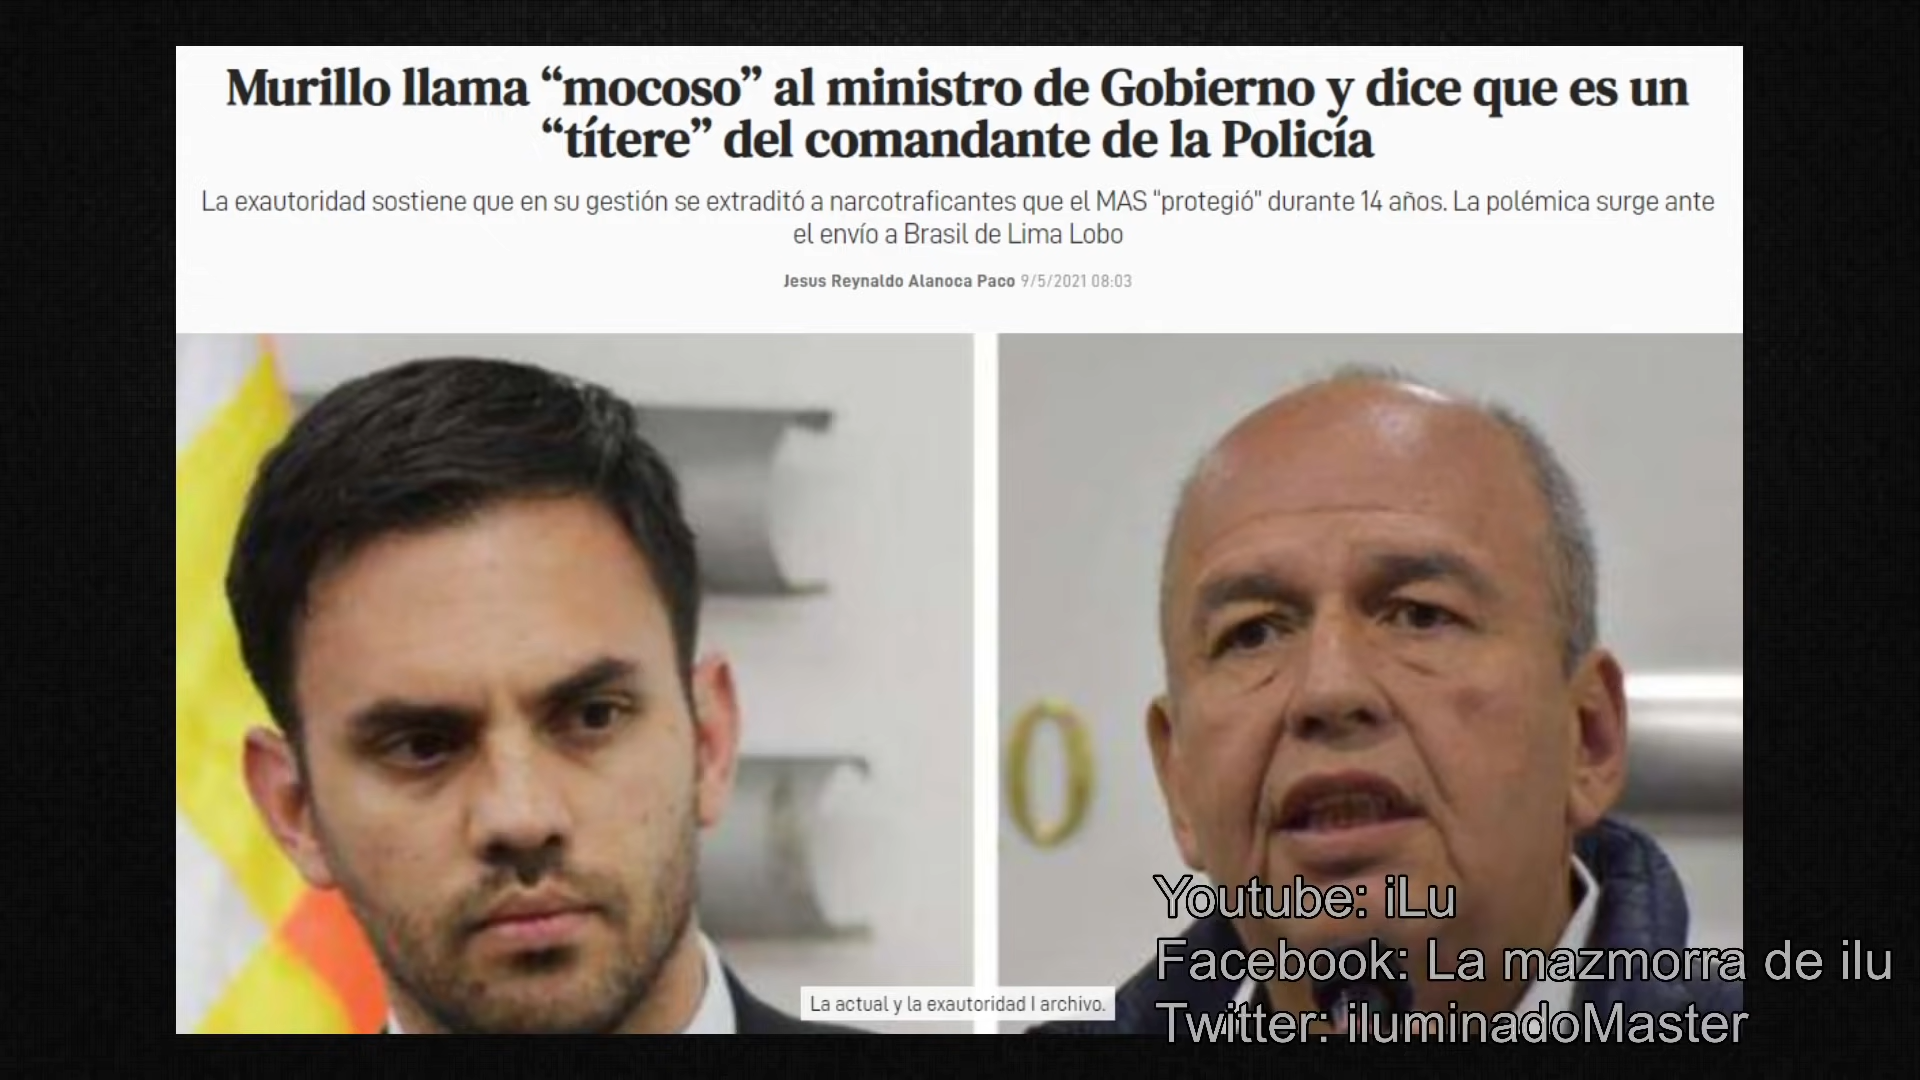 Murillo llama “mocoso” al ministro de Gobierno y dice que es un
“títere” del comandante de la Policía
La exautoridad sostiene que en su gestión se extraditó a narcotraficantes que el MAS "protegió" durante 14 años. La polémica surge ante
el envío a Brasil de Lima Lobo
Jesus Reynaldo Alanoca Paco 9/5/2021 08:03
O
La actual y la exautoridad I archivo.
Youtube: iLu
Facebook: La mazmorra de ilu
Twitter: iluminadoMaster